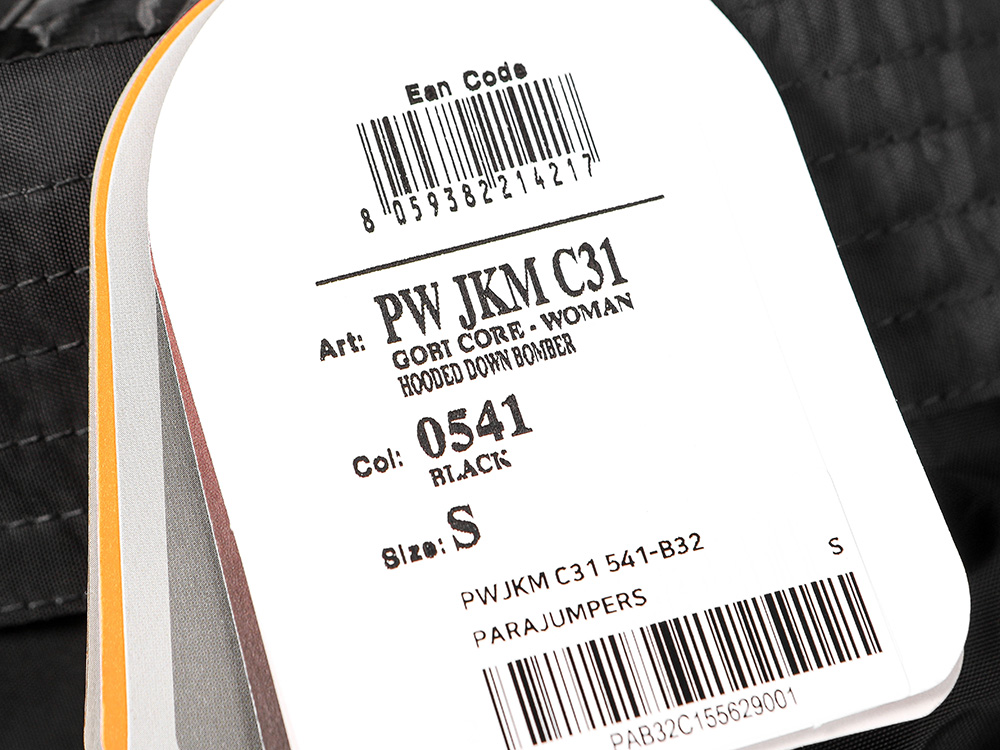 Ean Code
8 059382 214217
Art: PW JKM C31
GOBI CORE - WOMAN
HOODED DOWN BOMBER
Col: 0541
BLACK
Size: S
PWJKM C31 541-B32 S
PARAJUMPERS
PAB32C155629001